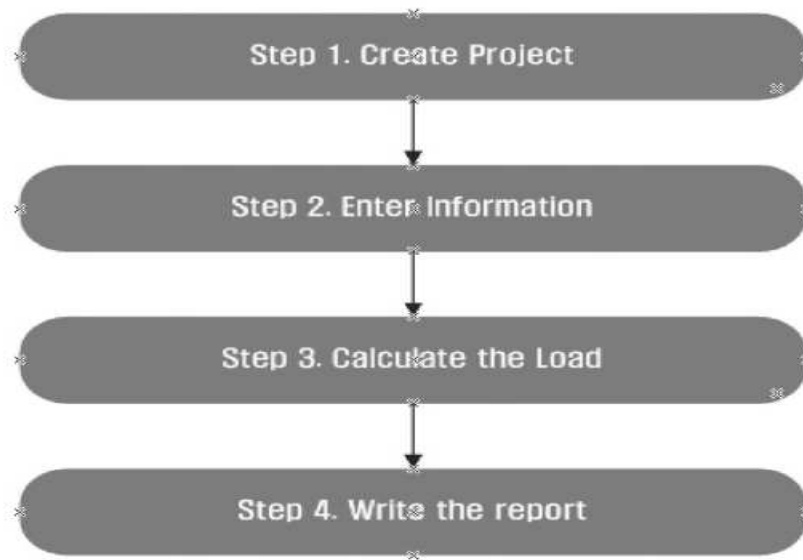 Step 1. Create Project
Step 2. Enter Information
Step 3. Calculate the Load
Step 4. Write the report